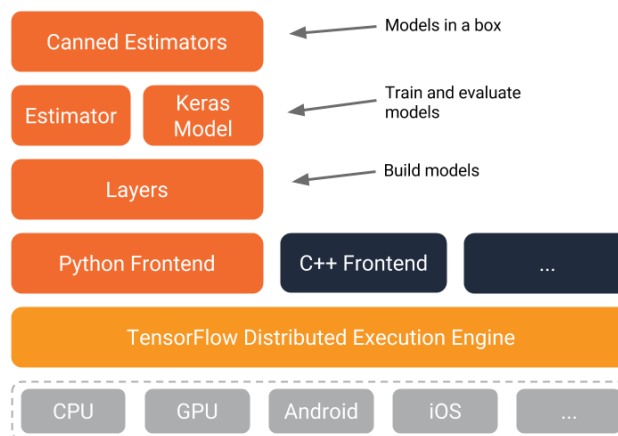 Canned Estimators
Models in a box
Estimator
Keras
Model
Train and evaluate
models
Layers
Build models
Python Frontend
C++ Frontend
...
TensorFlow Distributed Execution Engine
CPU
GPU
Android
iOS
...